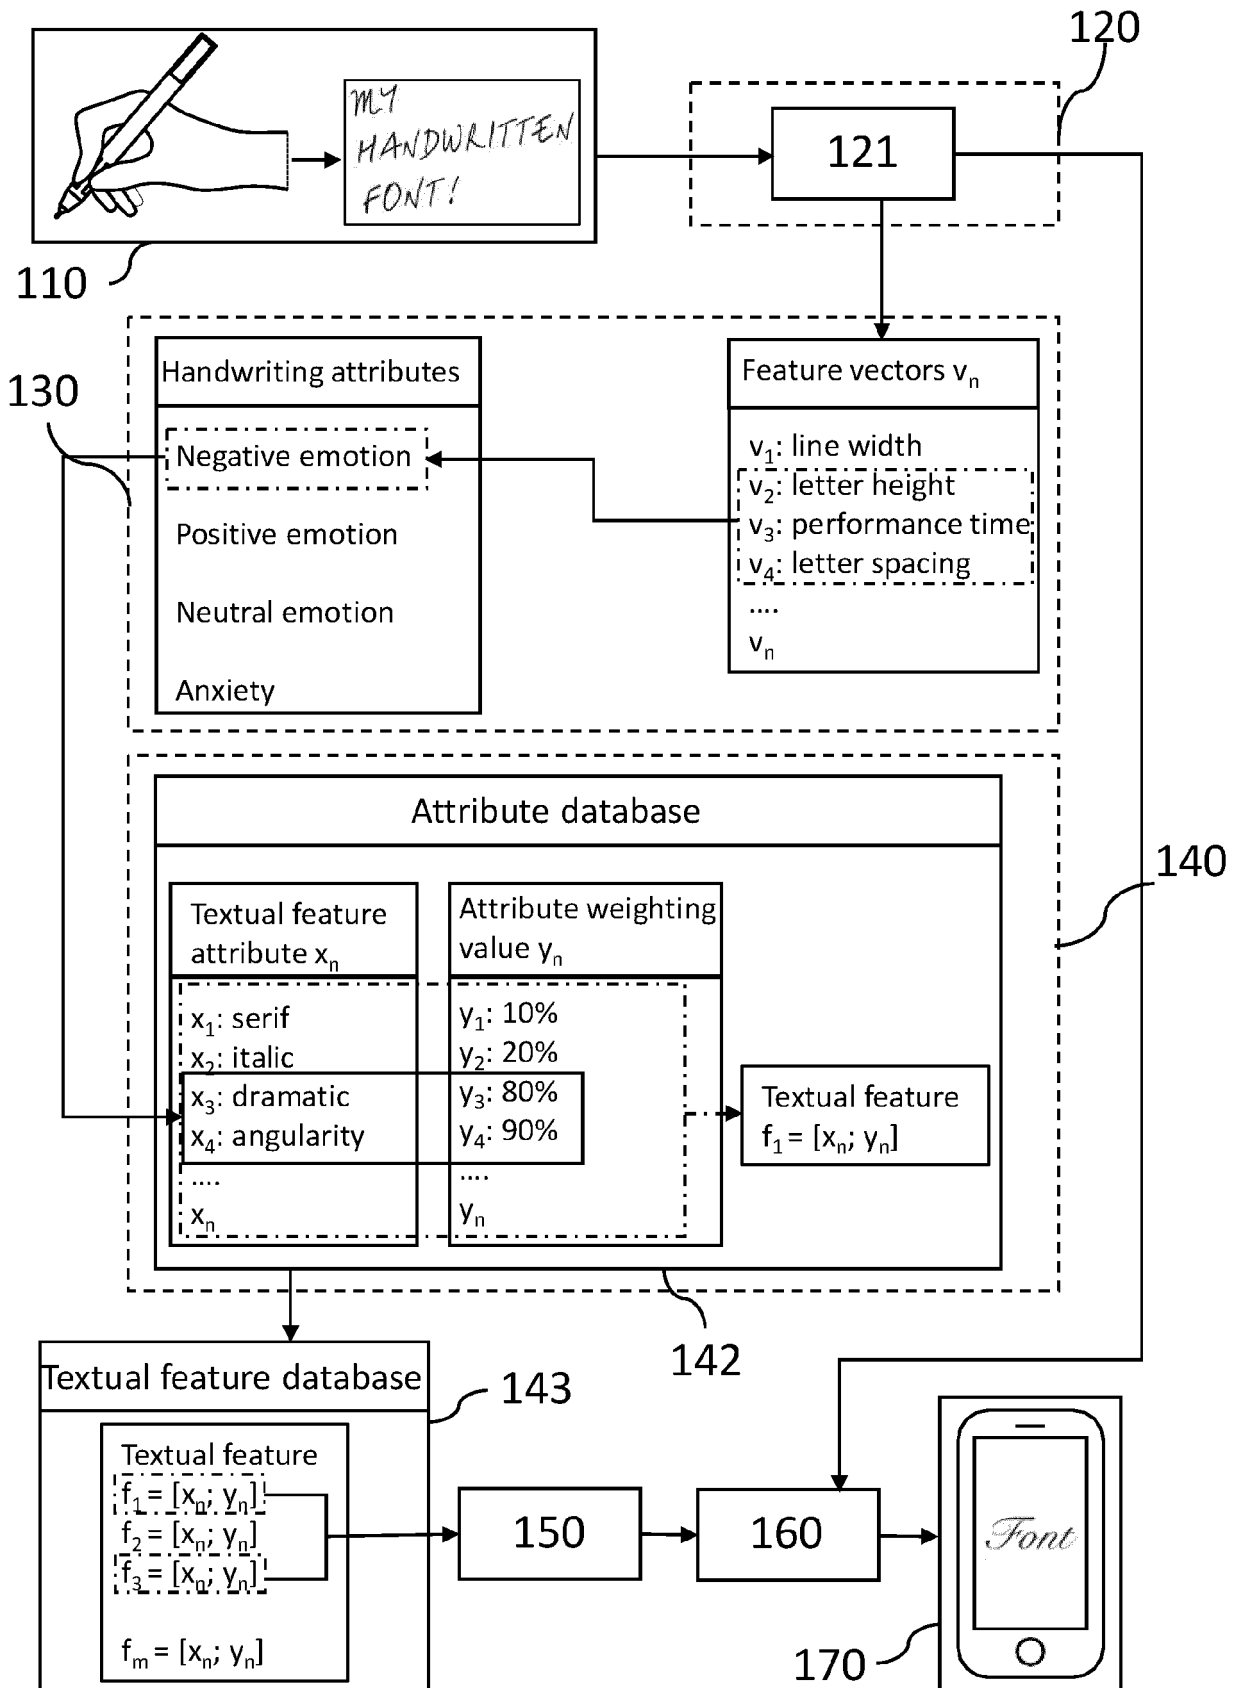 120
MY
HANDWRITTEN
FONT!
121
110
130
Handwriting attributes
Negative emotion
Positive emotion
Neutral emotion
Anxiety
Feature vectors vₙ
v₁: line width
v₂: letter height
v₃: performance time
v₄: letter spacing
....
vₙ
140
Attribute database
Textual feature
attribute xₙ
x₁: serif
x₂: italic
x₃: dramatic
x₄: angularity
....
xₙ
Attribute weighting
value yₙ
y₁: 10%
y₂: 20%
y₃: 80%
y₄: 90%
....
yₙ
Textual feature
f₁ = [xₙ; yₙ]
142
Textual feature database
143
Textual feature
f₁ = [xₙ; yₙ]
f₂ = [xₙ; yₙ]
f₃ = [xₙ; yₙ]
fₘ = [xₙ; yₙ]
150
160
Font
170